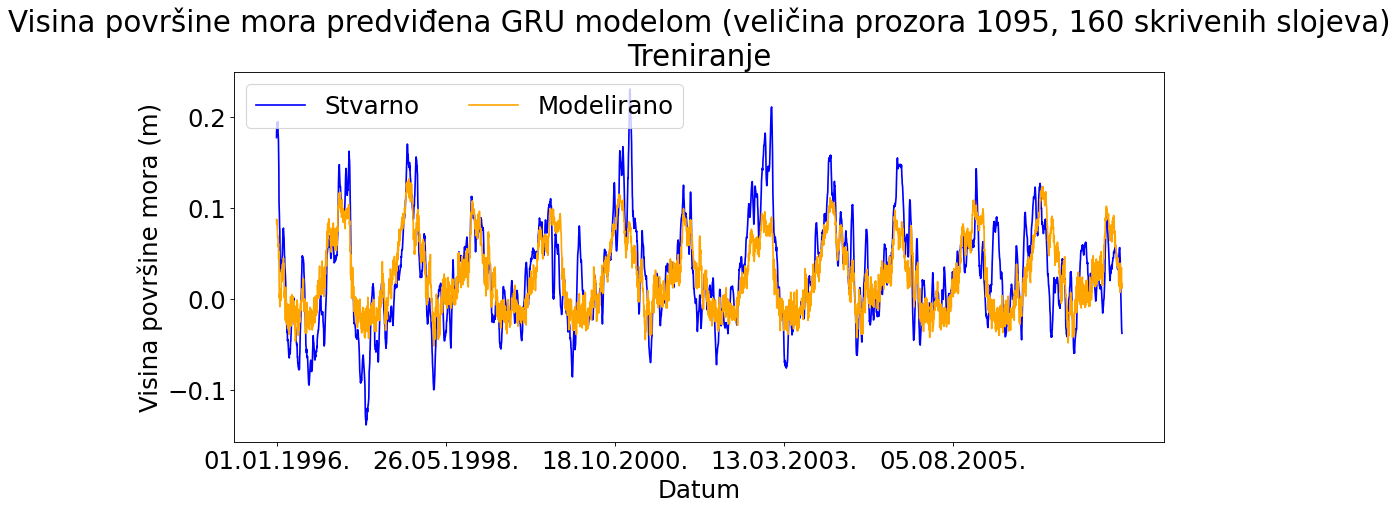 Visina površine mora predviđena GRU modelom (veličina prozora 1095, 160 skrivenih slojeva)
Treniranje
Stvarno Modelirano
Visina površine mora (m)
0.2
0.1
0.0
−0.1
01.01.1996. 26.05.1998. 18.10.2000. 13.03.2003. 05.08.2005.
Datum